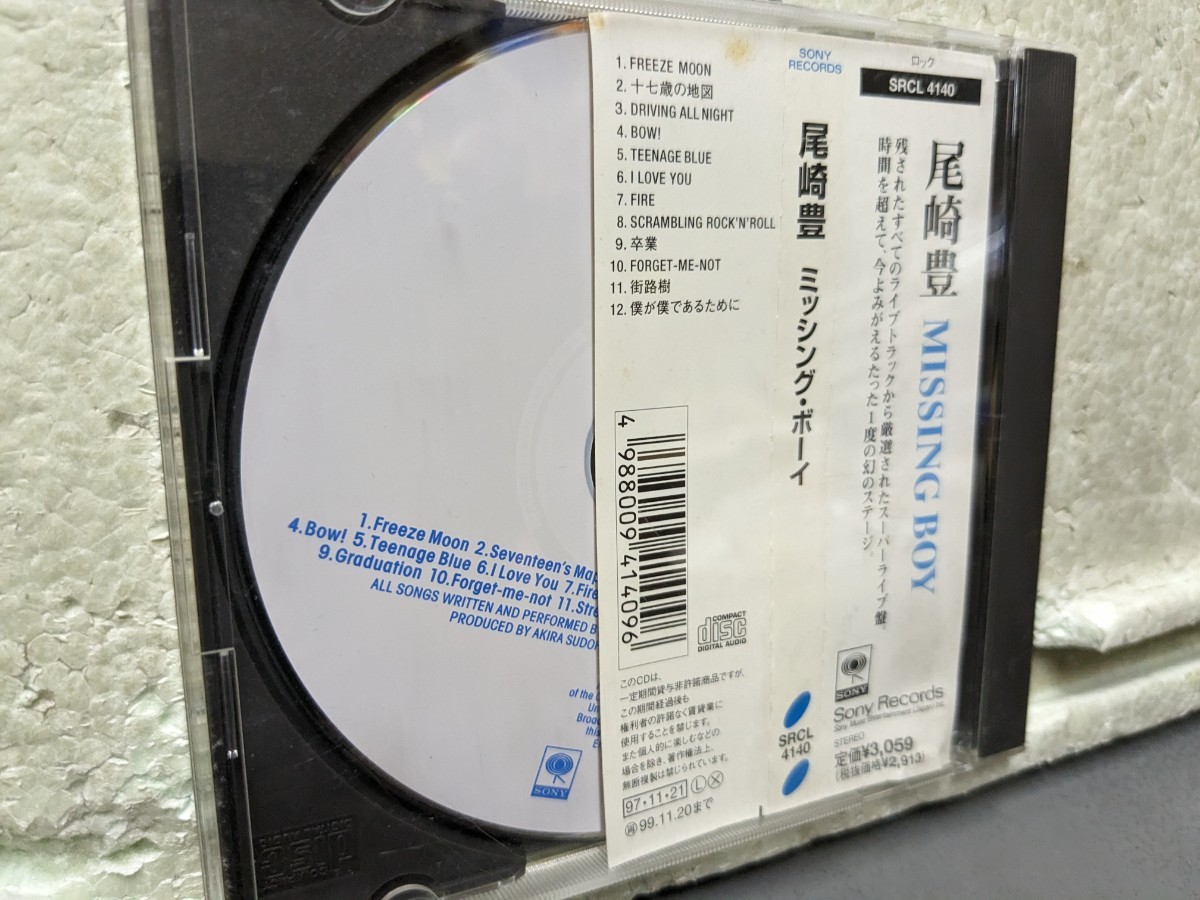 1. FREEZE MOON
2. 十七歳の地図
3. DRIVING ALL NIGHT
4. BOW!
5. TEENAGE BLUE
6. I LOVE YOU
7. FIRE
8. SCRAMBLING ROCK'N'ROLL
9. 卒業
10. FORGET-ME-NOT
11. 街路樹
12. 僕が僕であるために
4 988009 414096
COMPACT
disc
DIGITAL AUDIO
このCDは、
一定期間貸与非許諾商品ですが、
この期間経過後も
権利者の許諾なく賃貸業に
使用することを禁じます。
また個人的に楽しむなどの
場合を除き、著作権法上、
無断複製は禁じられています。
97・11・21 L X
再 99.11.20まで
SONY
RECORDS
尾崎豊 ミッシング・ボーイ
SRCL
4140
ロック
SRCL 4140
尾崎豊 MISSING BOY
残されたすべてのライブトラックから厳選されたスーパーライブ盤。
時間を超えて、今よみがえるたった1度の幻のステージ。
SONY
Sony Records
Sony Music Entertainment (Japan) Inc.
STEREO
定価¥3,059
(税抜価格¥2,913)
1.Freeze Moon 2.Seventeen's Map
4.Bow! 5.Teenage Blue 6.I Love You 7.Fire
9.Graduation 10.Forget-me-not 11.Stre
ALL SONGS WRITTEN AND PERFORMED B
PRODUCED BY AKIRA SUDO
of the
Un
Broad
this
SONY